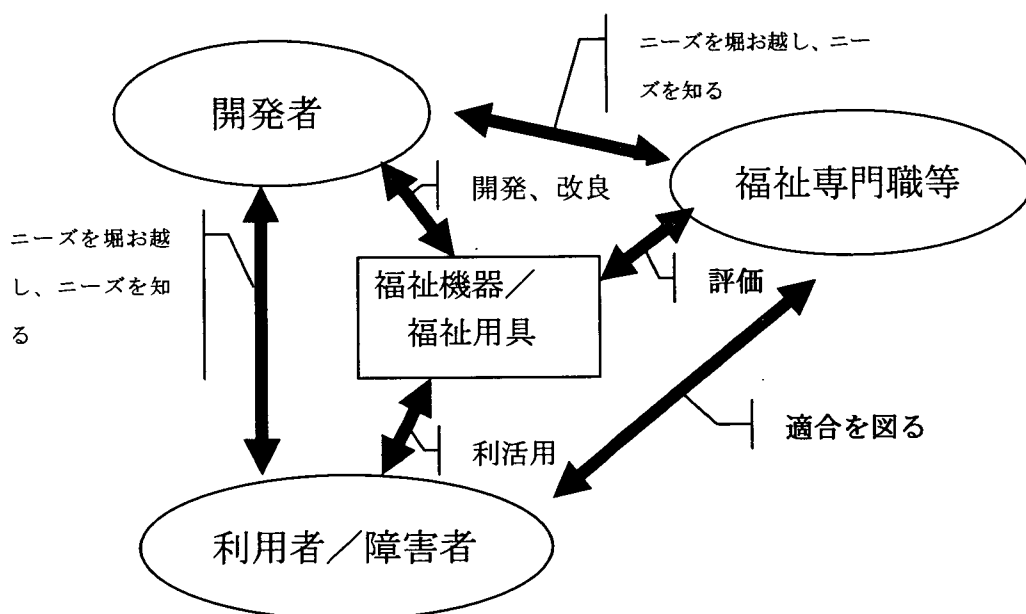 ニーズを堀お越し、ニー
ズを知る
開発者
福祉専門職等
開発、改良
ニーズを堀お越
し、ニーズを知
る
福祉機器／
福祉用具
評価
適合を図る
利活用
利用者／障害者